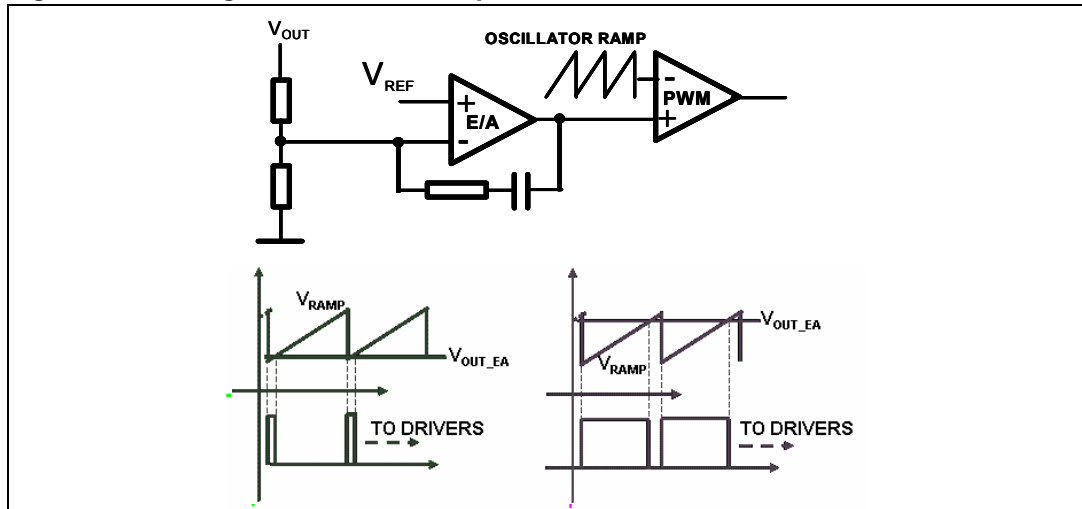 VOUT
OSCILLATOR RAMP
VREF
+
E/A
-
-
PWM
+
VRAMP
VOUT_EA
TO DRIVERS
VOUT_EA
VRAMP
TO DRIVERS